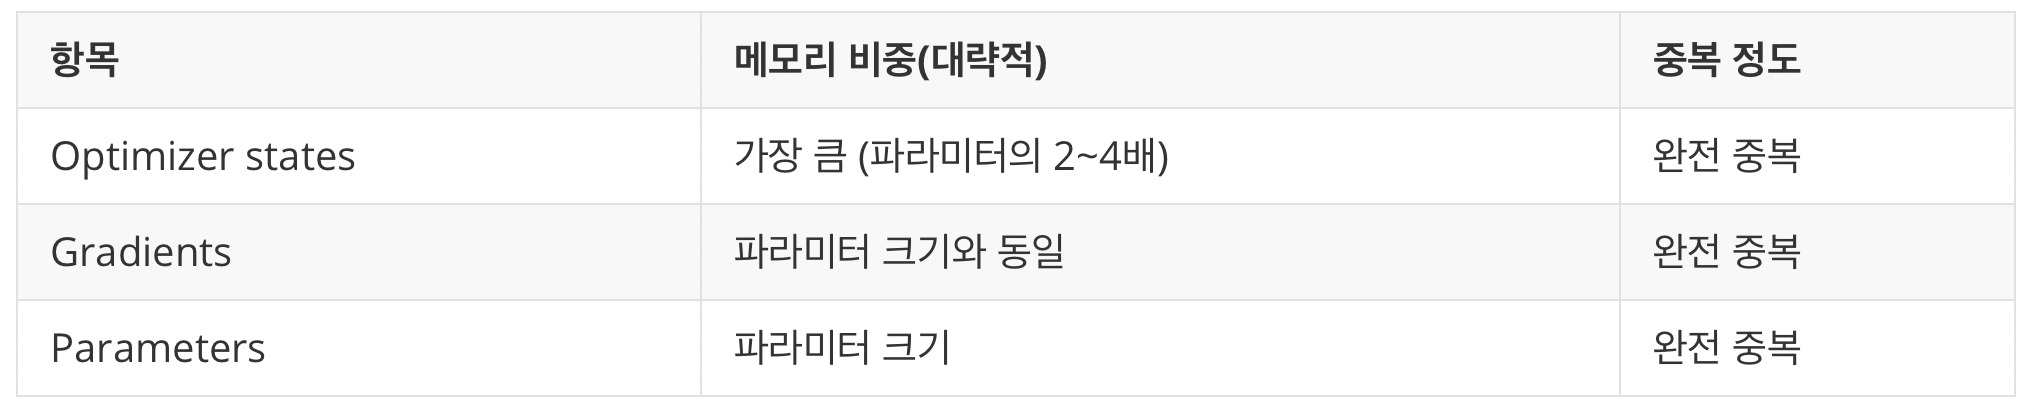 항목 메모리 비중(대략적) 중복 정도
Optimizer states 가장 큼 (파라미터의 2~4배) 완전 중복
Gradients 파라미터 크기와 동일 완전 중복
Parameters 파라미터 크기 완전 중복